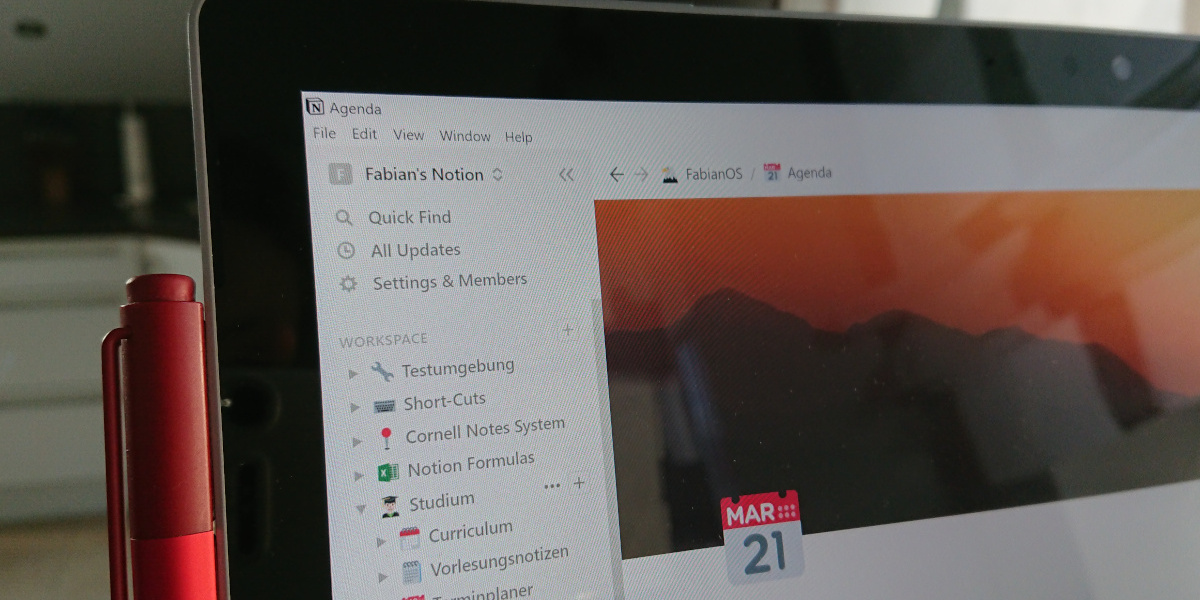 Agenda
File Edit View Window Help
F Fabian's Notion
FabianOS / Agenda
Quick Find
All Updates
Settings & Members
WORKSPACE
Testumgebung
Short-Cuts
Cornell Notes System
Notion Formulas
Studium
Curriculum
Vorlesungsnotizen
Terminplaner
MAR
21